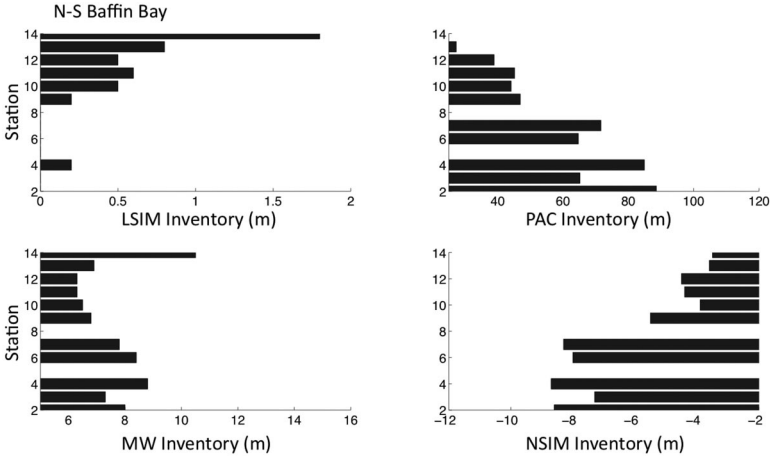 N-S Baffin Bay
14
12
10
8
6
4
2
Station
0 0.5 1 1.5 2
LSIM Inventory (m)
14
12
10
8
6
4
2
40 60 80 100 120
PAC Inventory (m)
14
12
10
8
6
4
2
Station
6 8 10 12 14 16
MW Inventory (m)
14
12
10
8
6
4
2
−12 −10 −8 −6 −4 −2
NSIM Inventory (m)